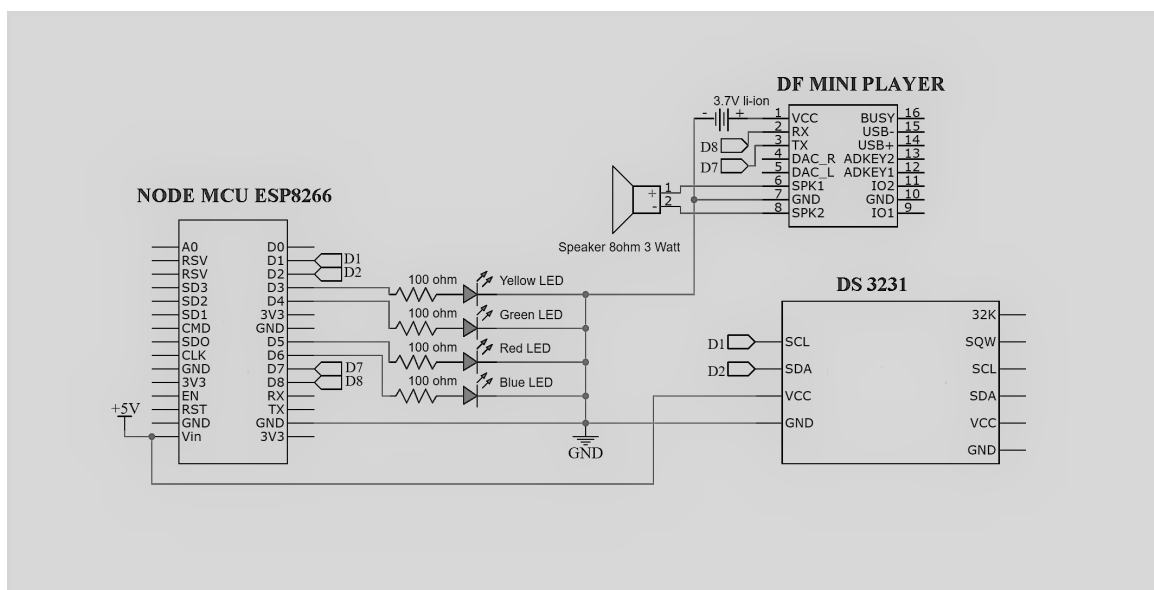 DF MINI PLAYER
3.7V li-ion
- +
1 VCC BUSY 16
2 RX USB- 15
D8
3 TX USB+ 14
D7
4 DAC_R ADKEY2 13
5 DAC_L ADKEY1 12
6 SPK1 IO2 11
7 GND GND 10
8 SPK2 IO1 9
+ 1
- 2
Speaker 8ohm 3 Watt
NODE MCU ESP8266
A0 D0
RSV D1 D1
RSV D2 D2
SD3 D3
SD2 D4
SD1 3V3
CMD GND
SDO D5
CLK D6
GND D7 D7
3V3 D8 D8
EN RX
RST TX
GND GND
Vin 3V3
+5V
100 ohm Yellow LED
100 ohm Green LED
100 ohm Red LED
100 ohm Blue LED
GND
DS 3231
32K
D1 SCL SQW
D2 SDA SCL
VCC SDA
GND VCC
GND